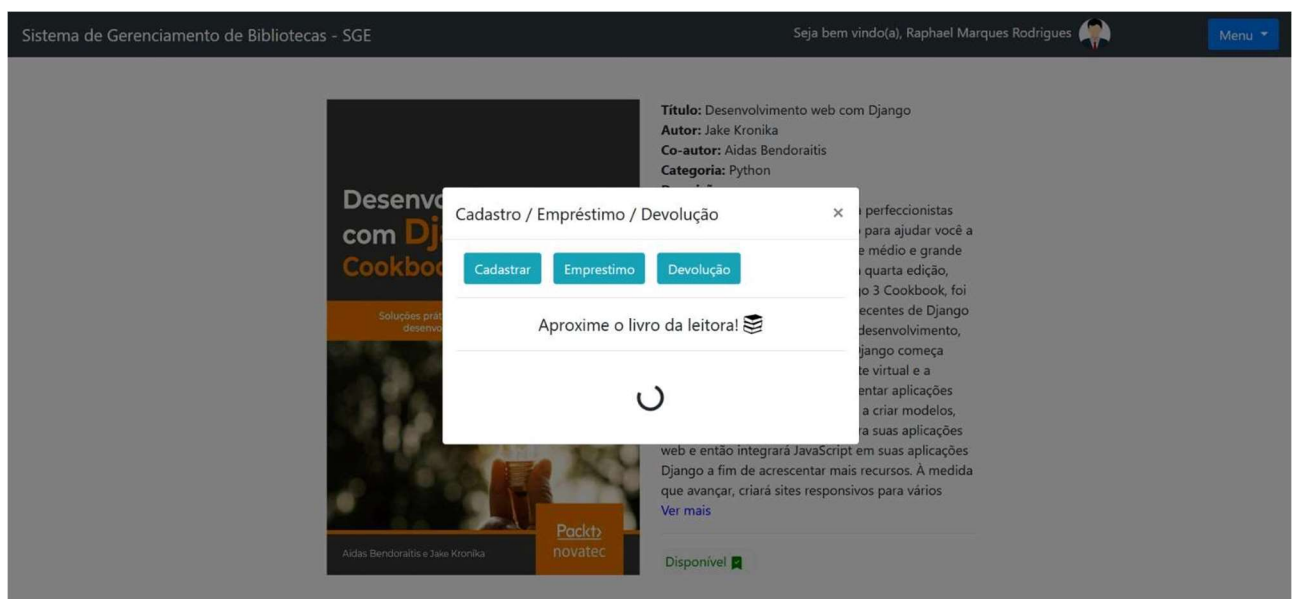 Sistema de Gerenciamento de Bibliotecas - SGE
Seja bem vindo(a), Raphael Marques Rodrigues
Menu
Título: Desenvolvimento web com Django
Autor: Jake Kronika
Co-autor: Aidas Bendoraitis
Categoria: Python
Desenvo
com Dj
Cookboo
Soluções prát
desenvo
Aidas Bendoraitis e Jake Kronika
Packt>
novatec
Cadastro / Empréstimo / Devolução
×
Cadastrar
Emprestimo
Devolução
Aproxime o livro da leitora!
perfeccionistas
para ajudar você a
e médio e grande
quarta edição,
o 3 Cookbook, foi
ecentes de Django
desenvolvimento,
jango começa
te virtual e a
entar aplicações
a criar modelos,
ra suas aplicações
web e então integrará JavaScript em suas aplicações
Django a fim de acrescentar mais recursos. À medida
que avançar, criará sites responsivos para vários
Ver mais
Disponível